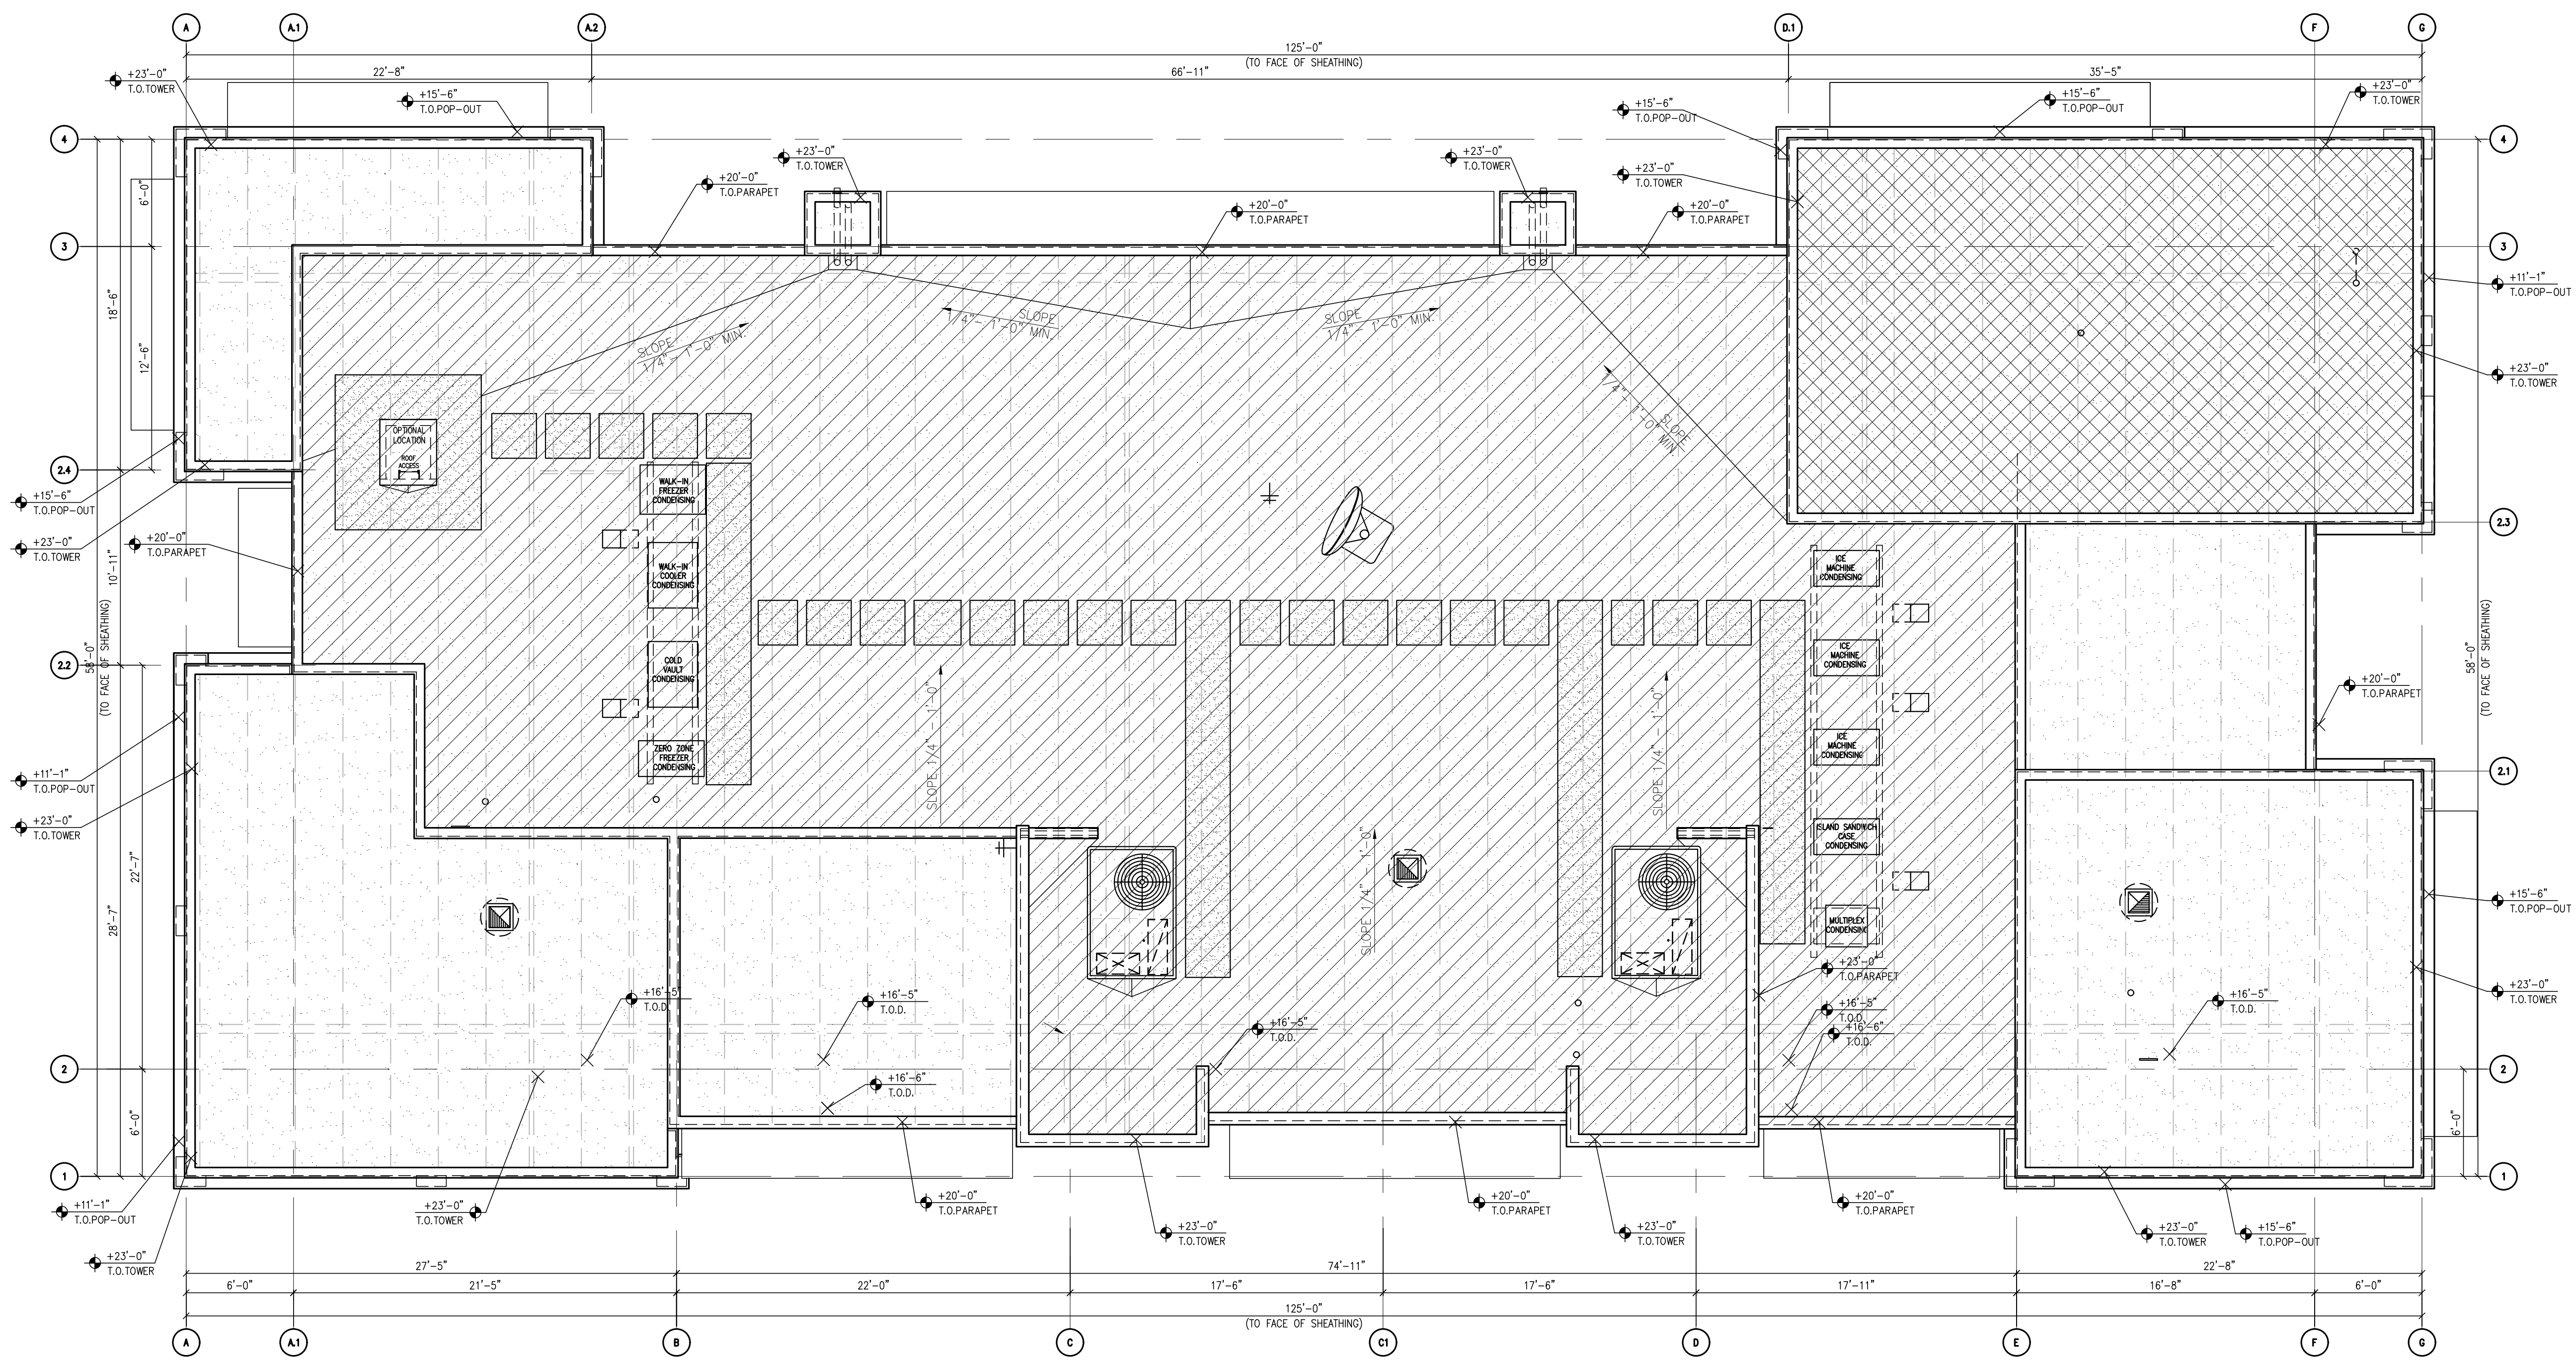 A
A.1
A.2
D.1
F
G
125'-0"
(TO FACE OF SHEATHING)
22'-8"
66'-11"
35'-5"
+23'-0"
T.O.TOWER
+15'-6"
T.O.POP-OUT
+15'-6"
T.O.POP-OUT
+15'-6"
T.O.POP-OUT
+23'-0"
T.O.TOWER
4
4
+23'-0"
T.O.TOWER
+23'-0"
T.O.TOWER
+23'-0"
T.O.TOWER
+20'-0"
T.O.PARAPET
+20'-0"
T.O.PARAPET
+20'-0"
T.O.PARAPET
6'-0"
3
3
18'-6"
12'-6"
+11'-1"
T.O.POP-OUT
SLOPE
1/4"- 1'-0" MIN.
SLOPE
1/4"- 1'-0" MIN.
SLOPE
1/4"- 1'-0" MIN.
SLOPE
1/4"- 1'-0" MIN.
+23'-0"
T.O.TOWER
OPTIONAL
LOCATION
ROOF
ACCESS
2.4
+15'-6"
T.O.POP-OUT
+23'-0"
T.O.TOWER
+20'-0"
T.O.PARAPET
WALK-IN
FREEZER
CONDENSING
WALK-IN
COOLER
CONDENSING
COLD
VAULT
CONDENSING
ZERO ZONE
FREEZER
CONDENSING
2.3
10'-11"
58'-0"
(TO FACE OF SHEATHING)
ICE
MACHINE
CONDENSING
ICE
MACHINE
CONDENSING
ICE
MACHINE
CONDENSING
ISLAND SANDWICH
CASE
CONDENSING
MULTIPLEX
CONDENSING
58'-0"
(TO FACE OF SHEATHING)
2.2
+20'-0"
T.O.PARAPET
2.1
+11'-1"
T.O.POP-OUT
+23'-0"
T.O.TOWER
SLOPE 1/4" - 1'-0"
SLOPE 1/4" - 1'-0"
SLOPE 1/4" - 1'-0"
22'-7"
28'-7"
+15'-6"
T.O.POP-OUT
+23'-0"
T.O.TOWER
+23'-0"
T.O.PARAPET
+16'-5"
T.O.D.
+16'-5"
T.O.D.
+16'-5"
T.O.D.
+16'-5"
T.O.D.
+16'-6"
T.O.D.
+16'-5"
T.O.D.
+16'-6"
T.O.D.
2
2
6'-0"
6'-0"
1
1
+11'-1"
T.O.POP-OUT
+23'-0"
T.O.TOWER
+23'-0"
T.O.TOWER
+20'-0"
T.O.PARAPET
+23'-0"
T.O.TOWER
+20'-0"
T.O.PARAPET
+23'-0"
T.O.TOWER
+20'-0"
T.O.PARAPET
+23'-0"
T.O.TOWER
+15'-6"
T.O.POP-OUT
27'-5"
74'-11"
22'-8"
6'-0"
21'-5"
22'-0"
17'-6"
17'-6"
17'-11"
16'-8"
6'-0"
125'-0"
(TO FACE OF SHEATHING)
A
A.1
B
C
C1
D
E
F
G